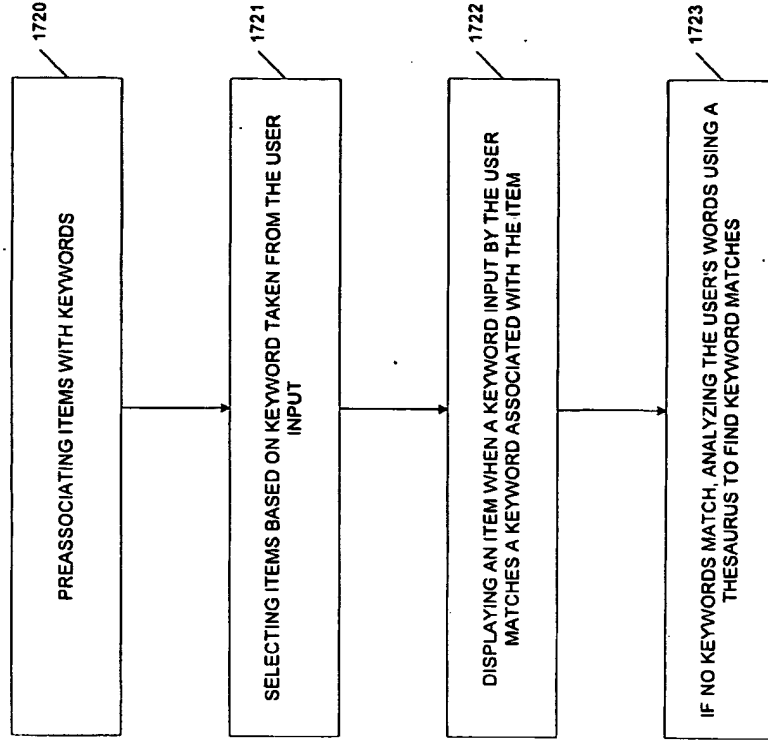 1720
PREASSOCIATING ITEMS WITH KEYWORDS
1721
SELECTING ITEMS BASED ON KEYWORD TAKEN FROM THE USER
INPUT
1722
DISPLAYING AN ITEM WHEN A KEYWORD INPUT BY THE USER
MATCHES A KEYWORD ASSOCIATED WITH THE ITEM
1723
IF NO KEYWORDS MATCH, ANALYZING THE USER'S WORDS USING A
THESAURUS TO FIND KEYWORD MATCHES